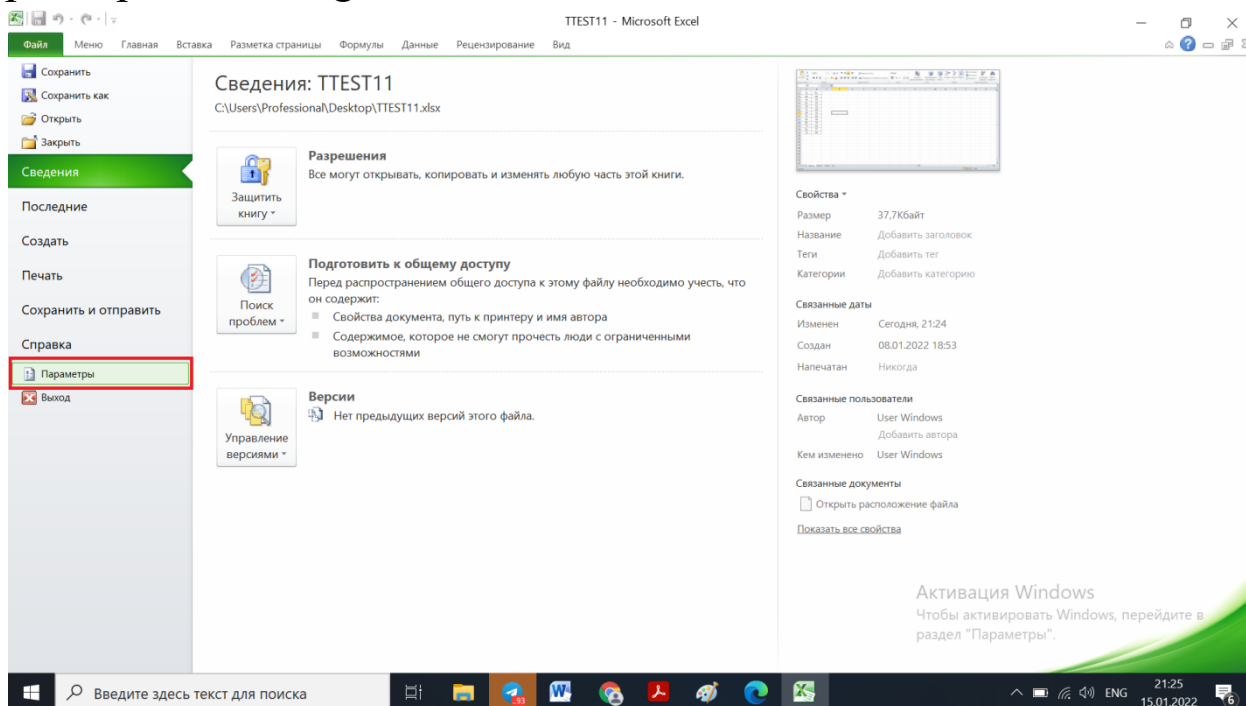 TTEST11 - Microsoft Excel
Файл Меню Главная Вставка Разметка страницы Формулы Данные Рецензирование Вид
Сохранить
Сохранить как
Открыть
Закрыть
Сведения
Последние
Создать
Печать
Сохранить и отправить
Справка
Параметры
Выход
Сведения: TTEST11
C:\Users\Professional\Desktop\TTEST11.xlsx
Защитить
книгу
Разрешения
Все могут открывать, копировать и изменять любую часть этой книги.
Поиск
проблем
Подготовить к общему доступу
Перед распространением общего доступа к этому файлу необходимо учесть, что
он содержит:
Свойства документа, путь к принтеру и имя автора
Содержимое, которое не смогут прочесть люди с ограниченными
возможностями
Управление
версиями
Версии
Нет предыдущих версий этого файла.
Свойства
Размер 37,7Кбайт
Название Добавить заголовок
Теги Добавить тег
Категории Добавить категорию
Связанные даты
Изменен Сегодня, 21:24
Создан 08.01.2022 18:53
Напечатан Никогда
Связанные пользователи
Автор User Windows
Добавить автора
Кем изменено User Windows
Связанные документы
Открыть расположение файла
Показать все свойства
Активация Windows
Чтобы активировать Windows, перейдите в
раздел "Параметры".
Введите здесь текст для поиска
93
ENG
21:25
15.01.2022
6